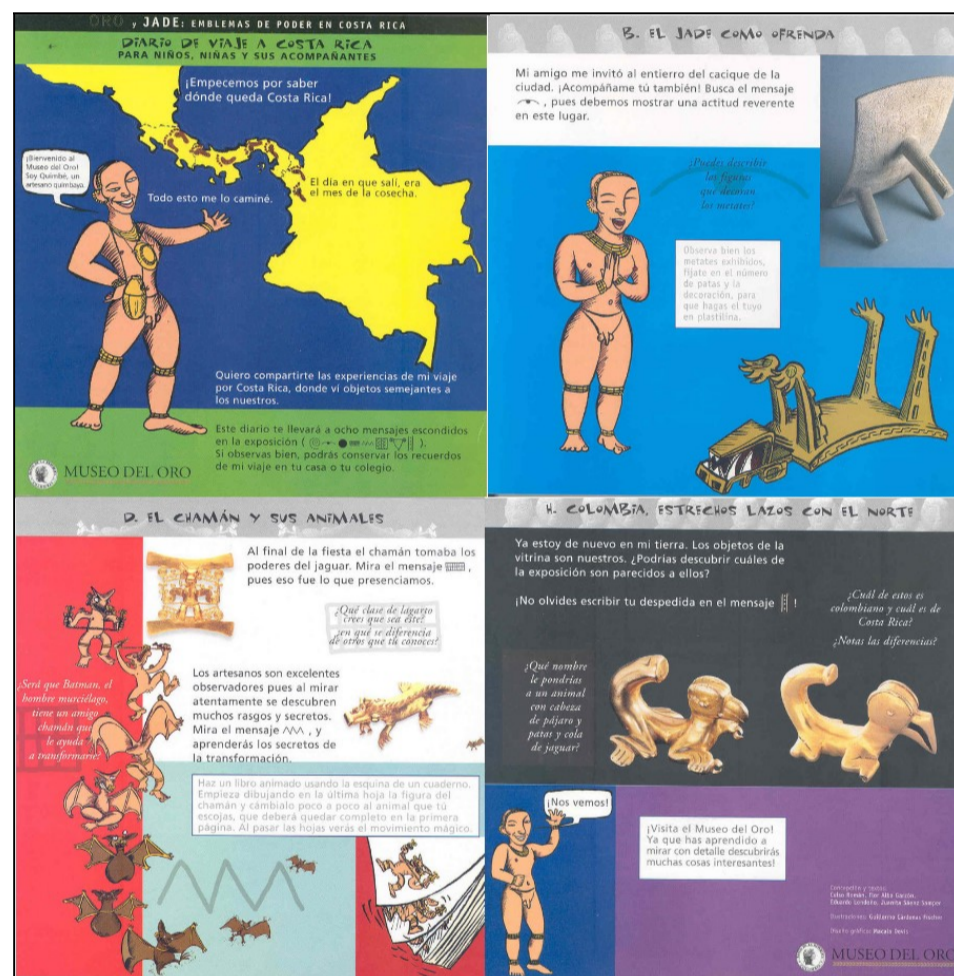 ORO y JADE: EMBLEMAS DE PODER EN COSTA RICA
DIARIO DE VIAJE A COSTA RICA
PARA NIÑOS, NIÑAS Y SUS ACOMPAÑANTES
¡Empecemos por saber
dónde queda Costa Rica!
¡Bienvenido al
Museo del Oro!
Soy Quimbé, un
artesano quimbaya.
Todo esto me lo caminé.
El día en que salí, era
el mes de la cosecha.
Quiero compartirte las experiencias de mi viaje
por Costa Rica, donde ví objetos semejantes a
los nuestros.
Este diario te llevará a ocho mensajes escondidos
en la exposición ( ).
Si observas bien, podrás conservar los recuerdos
de mi viaje en tu casa o tu colegio.
MUSEO DEL ORO
B. EL JADE COMO OFRENDA
Mi amigo me invitó al entierro del cacique de la
ciudad. ¡Acompáñame tú también! Busca el mensaje
, pues debemos mostrar una actitud reverente
en este lugar.
¿Puedes describir
las figuras
que decoran
los metates?
Observa bien los
metates exhibidos,
fíjate en el número
de patas y la
decoración, para
que hagas el tuyo
en plastilina.
D. EL CHAMÁN Y SUS ANIMALES
Al final de la fiesta el chamán tomaba los
poderes del jaguar. Mira el mensaje ,
pues eso fue lo que presenciamos.
¿Qué clase de lagarto
crees que sea éste?
¿en qué se diferencia
de otros que tú conoces?
Los artesanos son excelentes
observadores pues al mirar
atentamente se descubren
muchos rasgos y secretos.
Mira el mensaje , y
aprenderás los secretos de
la transformación.
¿Será que Batman, el
hombre murciélago,
tiene un amigo
chamán que
le ayuda
a transformarse?
Haz un libro animado usando la esquina de un cuaderno.
Empieza dibujando en la última hoja la figura del
chamán y cámbialo poco a poco al animal que tú
escojas, que deberá quedar completo en la primera
página. Al pasar las hojas verás el movimiento mágico.
H. COLOMBIA, ESTRECHOS LAZOS CON EL NORTE
Ya estoy de nuevo en mi tierra. Los objetos de la
vitrina son nuestros. ¿Podrías descubrir cuáles de
la exposición son parecidos a ellos?
¡No olvides escribir tu despedida en el mensaje !
¿Cuál de estos es
colombiano y cuál es de
Costa Rica?
¿Notas las diferencias?
¿Qué nombre
le pondrías
a un animal
con cabeza
de pájaro y
patas y cola
de jaguar?
¡Nos vemos!
¡Visita el Museo del Oro!
Ya que has aprendido a
mirar con detalle descubrirás
muchas cosas interesantes!
MUSEO DEL ORO